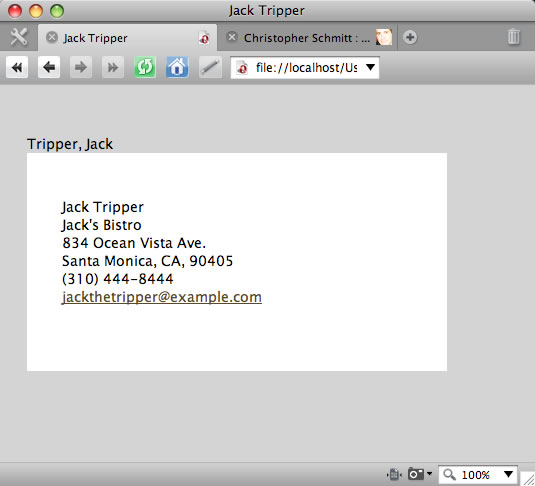 Jack Tripper
Jack Tripper
Christopher Schmitt : ...
file://localhost/Us
Tripper, Jack
Jack Tripper
Jack's Bistro
834 Ocean Vista Ave.
Santa Monica, CA, 90405
(310) 444-8444
jackthetripper@example.com
100%